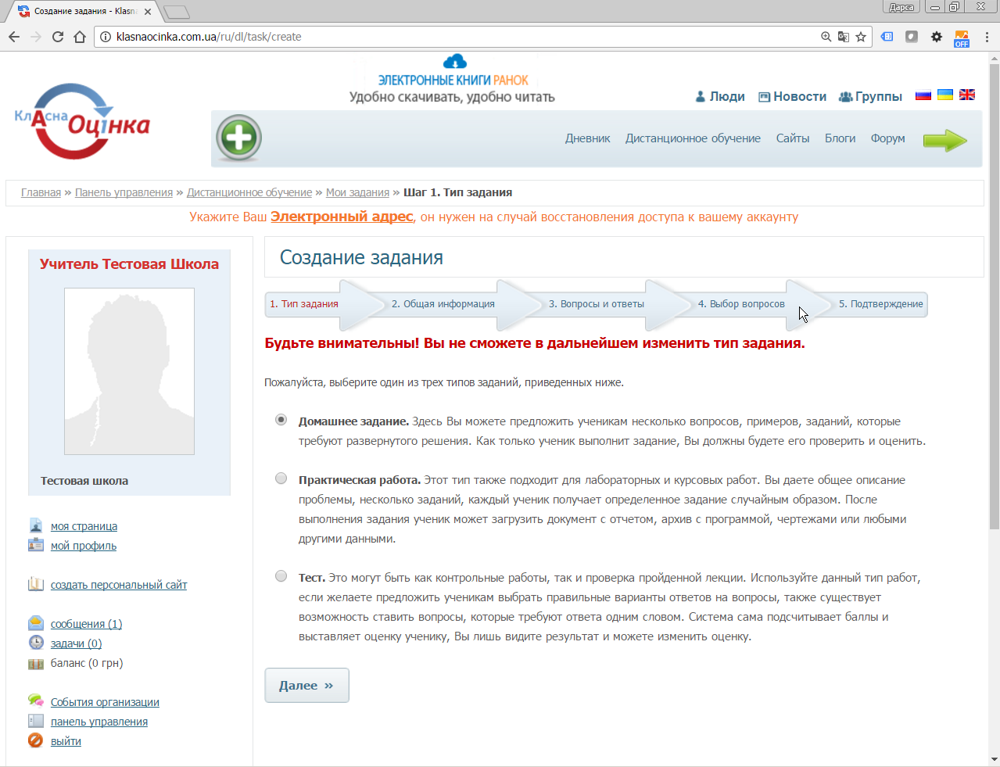 Создание задания - Klasn
Дарса
klasnaocinka.com.ua/ru/dl/task/create
OFF
ЭЛЕКТРОННЫЕ КНИГИ РАНОК
Удобно скачивать, удобно читать
КлАсна Оцінка
Люди Новости Группы
Дневник Дистанционное обучение Сайты Блоги Форум
Главная » Панель управления » Дистанционное обучение » Мои задания » Шаг 1. Тип задания
Укажите Ваш Электронный адрес, он нужен на случай восстановления доступа к вашему аккаунту
Учитель Тестовая Школа
Тестовая школа
моя страница
мой профиль
создать персональный сайт
сообщения (1)
задачи (0)
баланс (0 грн)
События организации
панель управления
выйти
Создание задания
1. Тип задания 2. Общая информация 3. Вопросы и ответы 4. Выбор вопросов 5. Подтверждение
Будьте внимательны! Вы не сможете в дальнейшем изменить тип задания.
Пожалуйста, выберите один из трех типов заданий, приведенных ниже.
Домашнее задание. Здесь Вы можете предложить ученикам несколько вопросов, примеров, заданий, которые
требуют развернутого решения. Как только ученик выполнит задание, Вы должны будете его проверить и оценить.
Практическая работа. Этот тип также подходит для лабораторных и курсовых работ. Вы даете общее описание
проблемы, несколько заданий, каждый ученик получает определенное задание случайным образом. После
выполнения задания ученик может загрузить документ с отчетом, архив с программой, чертежами или любыми
другими данными.
Тест. Это могут быть как контрольные работы, так и проверка пройденной лекции. Используйте данный тип работ,
если желаете предложить ученикам выбрать правильные варианты ответов на вопросы, также существует
возможность ставить вопросы, которые требуют ответа одним словом. Система сама подсчитывает баллы и
выставляет оценку ученику, Вы лишь видите результат и можете изменить оценку.
Далее »